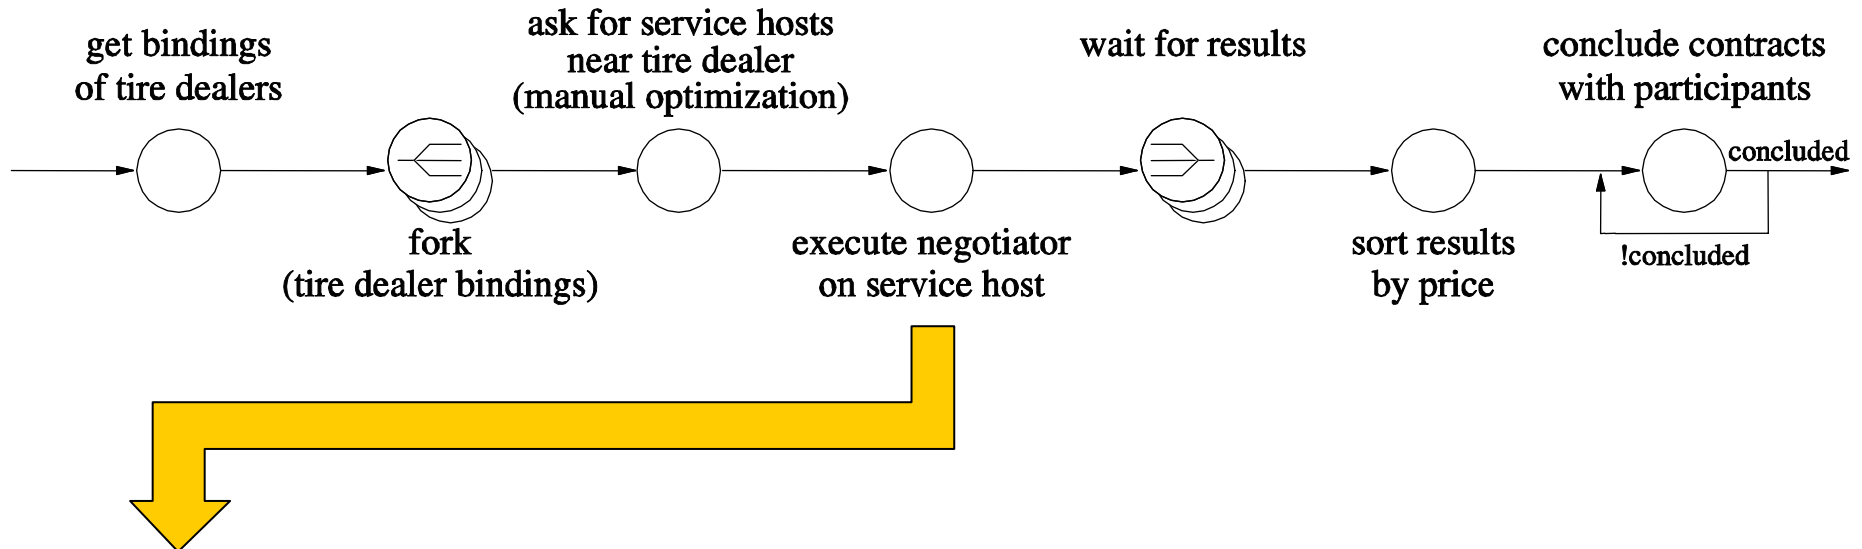 get bindings
of tire dealers
fork
(tire dealer bindings)
ask for service hosts
near tire dealer
(manual optimization)
execute negotiator
on service host
wait for results
sort results
by price
conclude contracts
with participants
concluded
!concluded